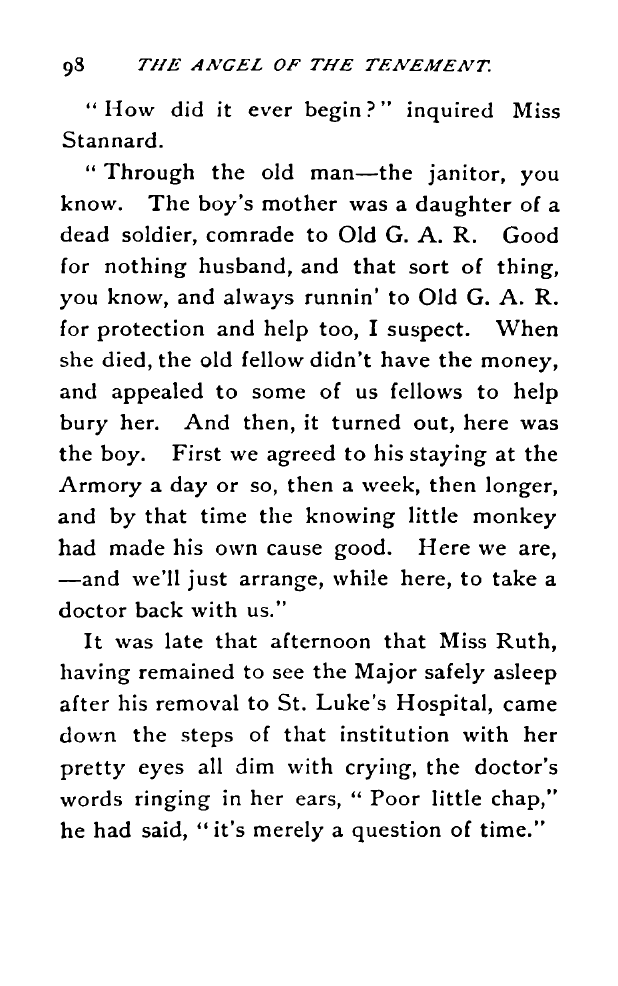 98 THE ANGEL OF THE TENEMENT.
“ How did it ever begin?” inquired Miss
Stannard.
“ Through the old man—the janitor, you
know. The boy's mother was a daughter of a
dead soldier, comrade to Old G. A. R. Good
for nothing husband, and that sort of thing,
you know, and always runnin' to Old G. A. R.
for protection and help too, I suspect. When
she died, the old fellow didn't have the money,
and appealed to some of us fellows to help
bury her. And then, it turned out, here was
the boy. First we agreed to his staying at the
Armory a day or so, then a week, then longer,
and by that time the knowing little monkey
had made his own cause good. Here we are,
—and we'll just arrange, while here, to take a
doctor back with us.”
It was late that afternoon that Miss Ruth,
having remained to see the Major safely asleep
after his removal to St. Luke's Hospital, came
down the steps of that institution with her
pretty eyes all dim with crying, the doctor's
words ringing in her ears, “ Poor little chap,”
he had said, “it's merely a question of time.”